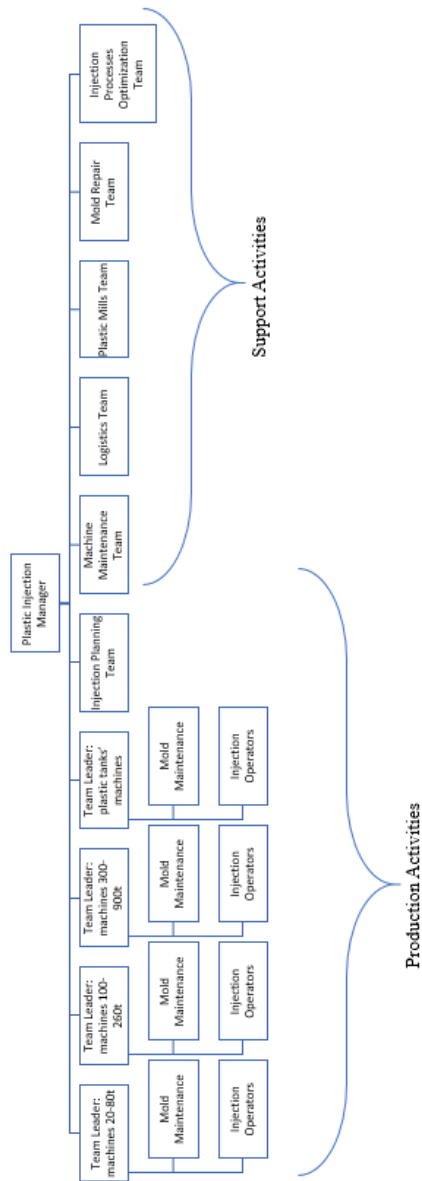 Plastic Injection
Manager
Team Leader:
machines 20-80t
Team Leader:
machines 100-
260t
Team Leader:
machines 300-
900t
Team Leader:
plastic tanks'
machines
Injection Planning
Team
Machine
Maintenance
Team
Logistics Team
Plastic Mills Team
Mold Repair
Team
Injection
Processes
Optimization
Team
Mold
Maintenance
Mold
Maintenance
Mold
Maintenance
Mold
Maintenance
Injection
Operators
Injection
Operators
Injection
Operators
Injection
Operators
Support Activities
Production Activities